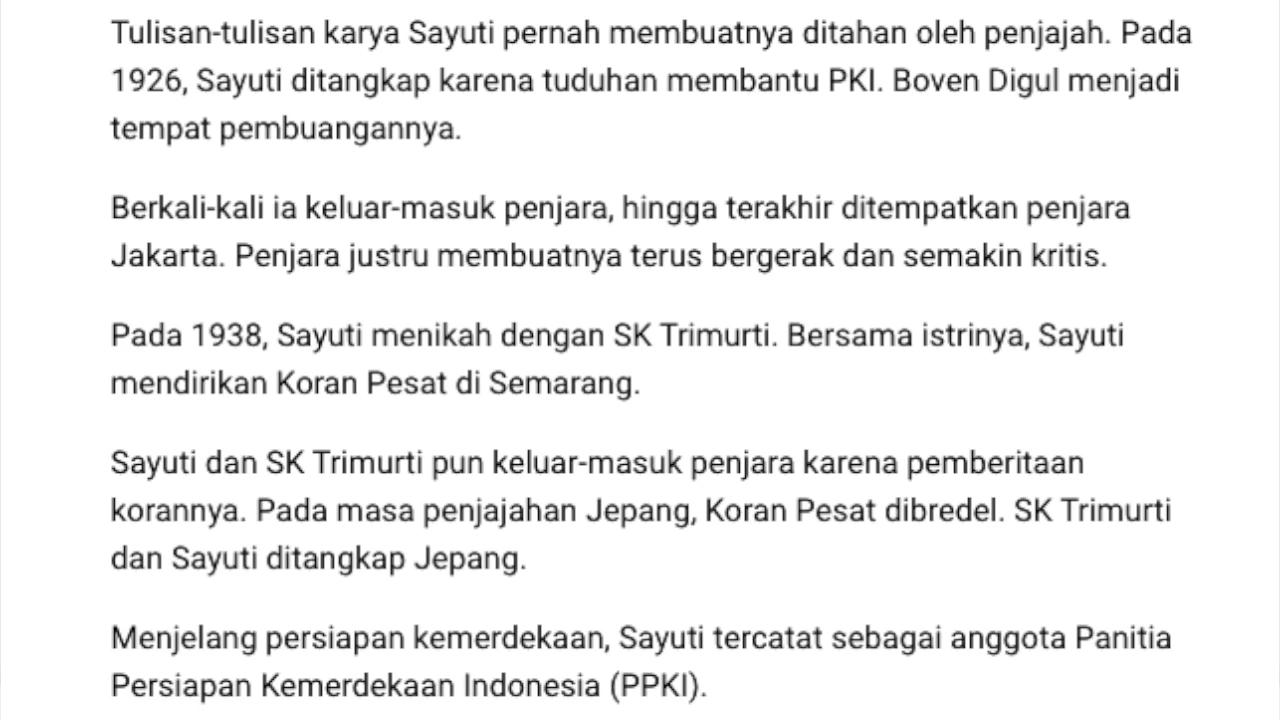 Tulisan-tulisan karya Sayuti pernah membuatnya ditahan oleh penjajah. Pada
1926, Sayuti ditangkap karena tuduhan membantu PKI. Boven Digul menjadi
tempat pembuangannya.
Berkali-kali ia keluar-masuk penjara, hingga terakhir ditempatkan penjara
Jakarta. Penjara justru membuatnya terus bergerak dan semakin kritis.
Pada 1938, Sayuti menikah dengan SK Trimurti. Bersama istrinya, Sayuti
mendirikan Koran Pesat di Semarang.
Sayuti dan SK Trimurti pun keluar-masuk penjara karena pemberitaan
korannya. Pada masa penjajahan Jepang, Koran Pesat dibredel. SK Trimurti
dan Sayuti ditangkap Jepang.
Menjelang persiapan kemerdekaan, Sayuti tercatat sebagai anggota Panitia
Persiapan Kemerdekaan Indonesia (PPKI).